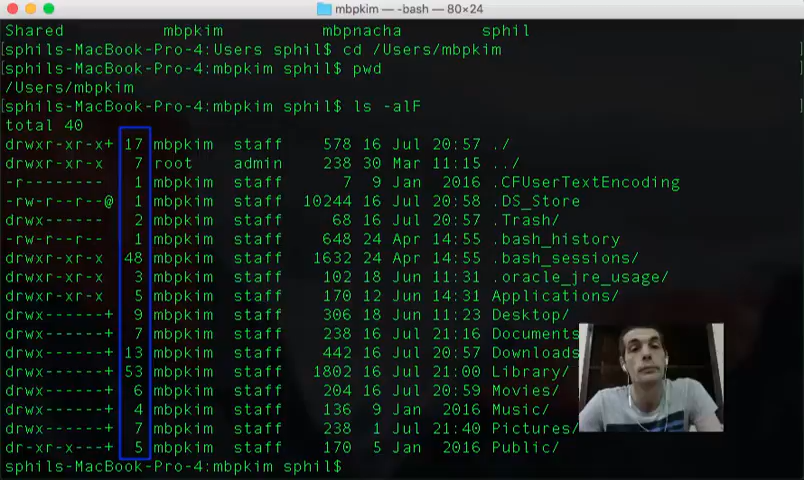 mbpkim — -bash — 80×24
Shared mbpkim mbpnacha sphil
[sphils-MacBook-Pro-4:Users sphil$ cd /Users/mbpkim
[sphils-MacBook-Pro-4:mbpkim sphil$ pwd
/Users/mbpkim
[sphils-MacBook-Pro-4:mbpkim sphil$ ls -alF
total 40
drwxr-xr-x+ 17 mbpkim staff 578 16 Jul 20:57 ./
drwxr-xr-x 7 root admin 238 30 Mar 11:15 ../
-r-------- 1 mbpkim staff 7 9 Jan 2016 .CFUserTextEncoding
-rw-r--r--@ 1 mbpkim staff 10244 16 Jul 20:58 .DS_Store
drwx------ 2 mbpkim staff 68 16 Jul 20:57 .Trash/
-rw-r--r-- 1 mbpkim staff 648 24 Apr 14:55 .bash_history
drwxr-xr-x 48 mbpkim staff 1632 24 Apr 14:55 .bash_sessions/
drwxr-xr-x 3 mbpkim staff 102 18 Jun 11:31 .oracle_jre_usage/
drwxr-xr-x 5 mbpkim staff 170 12 Jun 14:31 Applications/
drwx------+ 9 mbpkim staff 306 18 Jun 11:23 Desktop/
drwx------+ 7 mbpkim staff 238 16 Jul 21:16 Documents
drwx------+ 13 mbpkim staff 442 16 Jul 20:57 Downloads
drwx------+ 53 mbpkim staff 1802 16 Jul 21:00 Library/
drwx------+ 6 mbpkim staff 204 16 Jul 20:59 Movies/
drwx------+ 4 mbpkim staff 136 9 Jan 2016 Music/
drwx------+ 7 mbpkim staff 238 1 Jul 21:40 Pictures/
dr-xr-x---+ 5 mbpkim staff 170 5 Jan 2016 Public/
sphils-MacBook-Pro-4:mbpkim sphil$